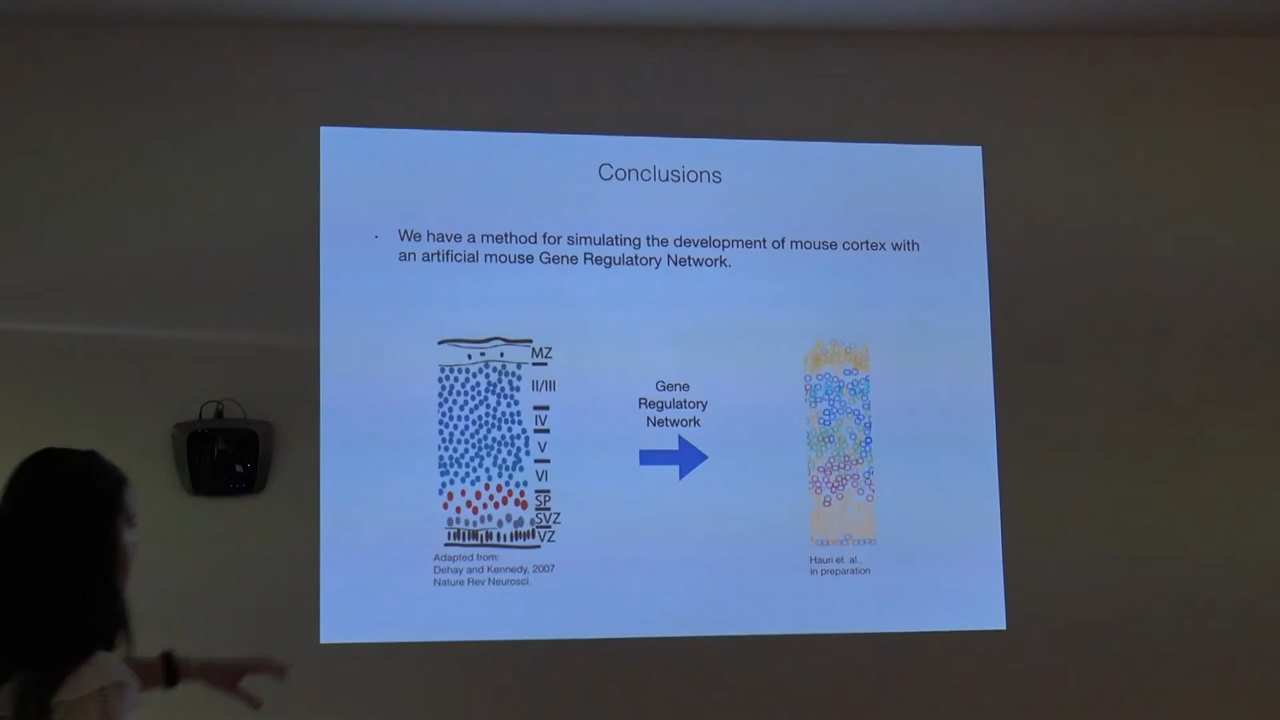 Conclusions
· We have a method for simulating the development of mouse cortex with
an artificial mouse Gene Regulatory Network.
MZ
II/III
IV
V
VI
SP
SVZ
VZ
Adapted from:
Dehay and Kennedy, 2007
Nature Rev Neurosci.
Gene
Regulatory
Network
Hauri et. al.,
in preparation